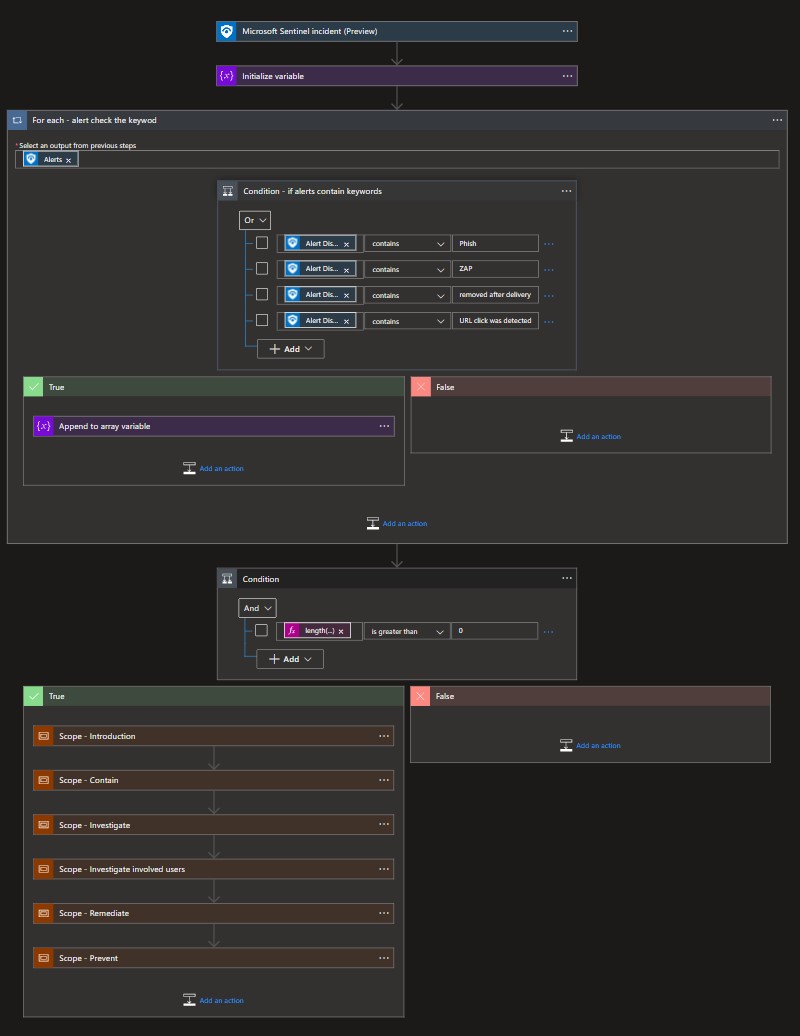 Microsoft Sentinel incident (Preview)
{x} Initialize variable
For each - alert check the keywod
* Select an output from previous steps
Alerts ×
Condition - if alerts contain keywords
Or
Alert Dis... × contains Phish
Alert Dis... × contains ZAP
Alert Dis... × contains removed after delivery
Alert Dis... × contains URL click was detected
+ Add
True
False
{x} Append to array variable
Add an action
Add an action
Add an action
Condition
And
fx length(...) × is greater than 0
+ Add
True
False
Scope - Introduction
Add an action
Scope - Contain
Scope - Investigate
Scope - Investigate involved users
Scope - Remediate
Scope - Prevent
Add an action